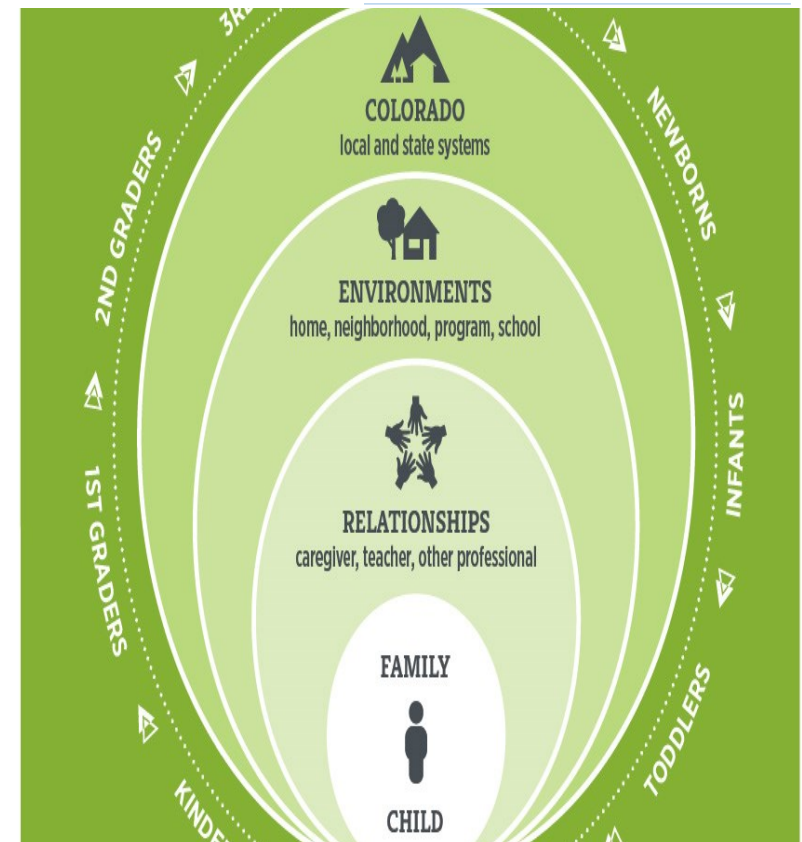 COLORADO
local and state systems
ENVIRONMENTS
home, neighborhood, program, school
RELATIONSHIPS
caregiver, teacher, other professional
FAMILY
CHILD
NEWBORNS
INFANTS
TODDLERS
1ST GRADERS
2ND GRADERS